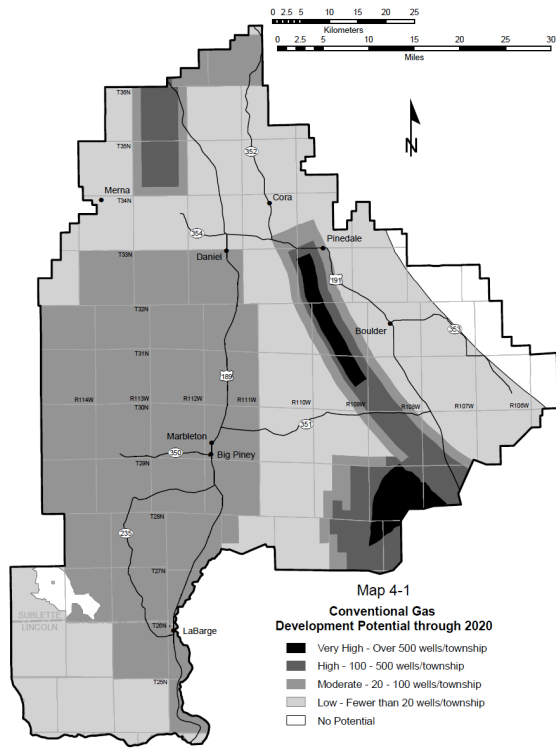 0 2.5 5 10 15 20 25
Kilometers
0 2.5 5 10 15 20 25 30
Miles
N
T36N
T35N
352
Merna
T34N
Cora
354
Pinedale
T33N
Daniel
191
T32N
Boulder
353
T31N
189
R114W R113W R112W R111W R110W R109W R108W R107W R106W
T30N
351
Marbleton
350
Big Piney
T29N
T28N
235
T27N
SUBLETTE
LINCOLN
T26N
LaBarge
T25N
Map 4-1
Conventional Gas
Development Potential through 2020
Very High - Over 500 wells/township
High - 100 - 500 wells/township
Moderate - 20 - 100 wells/township
Low - Fewer than 20 wells/township
No Potential